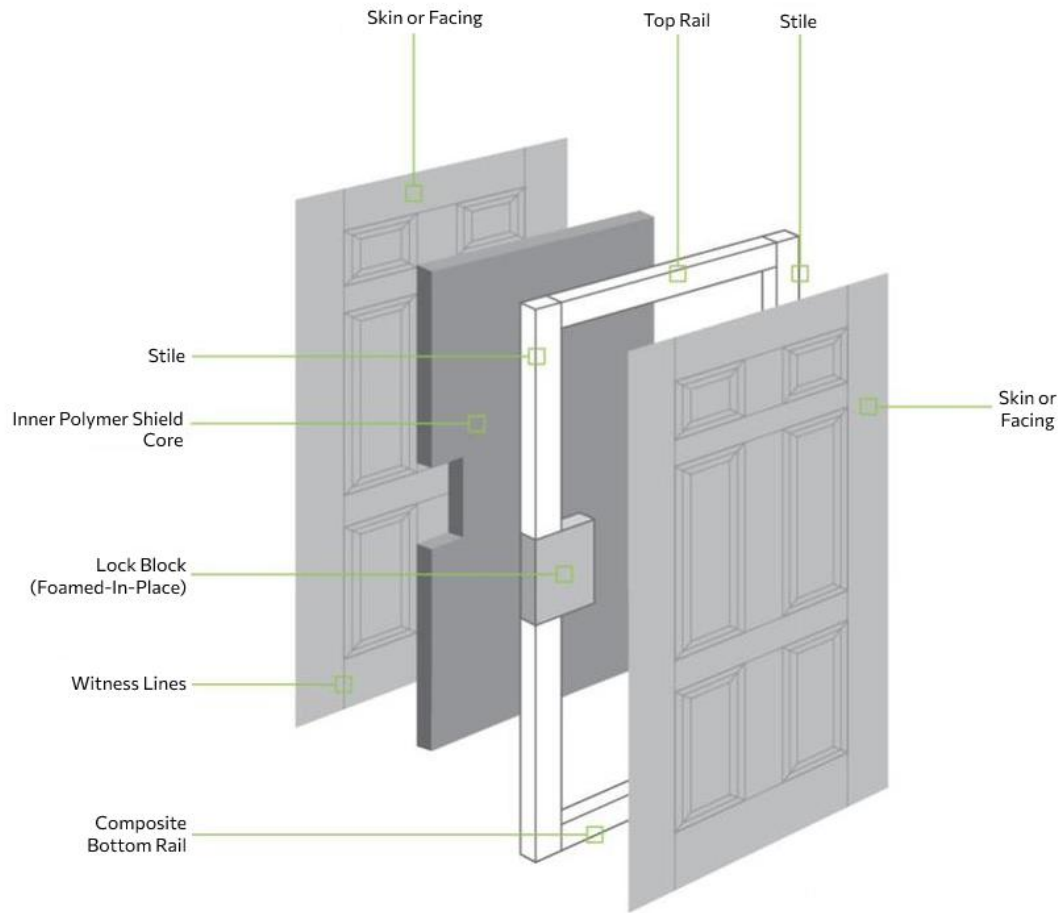 Skin or Facing
Top Rail
Stile
Stile
Inner Polymer Shield
Core
Skin or
Facing
Lock Block
(Foamed-In-Place)
Witness Lines
Composite
Bottom Rail